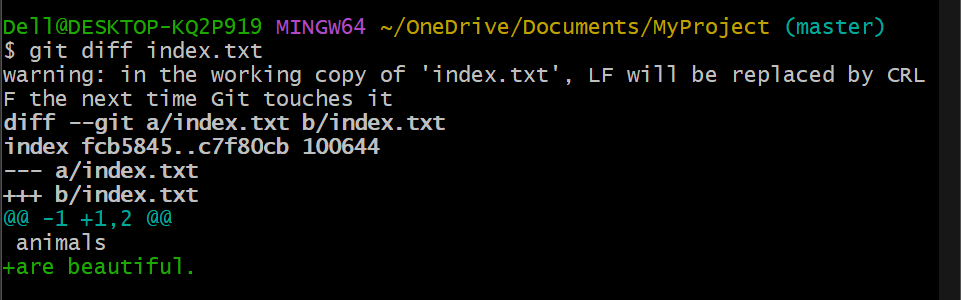 Dell@DESKTOP-KQ2P919 MINGW64 ~/OneDrive/Documents/MyProject (master)
$ git diff index.txt
warning: in the working copy of 'index.txt', LF will be replaced by CRL
F the next time Git touches it
diff --git a/index.txt b/index.txt
index fcb5845..c7f80cb 100644
--- a/index.txt
+++ b/index.txt
@@ -1 +1,2 @@
 animals
+are beautiful.